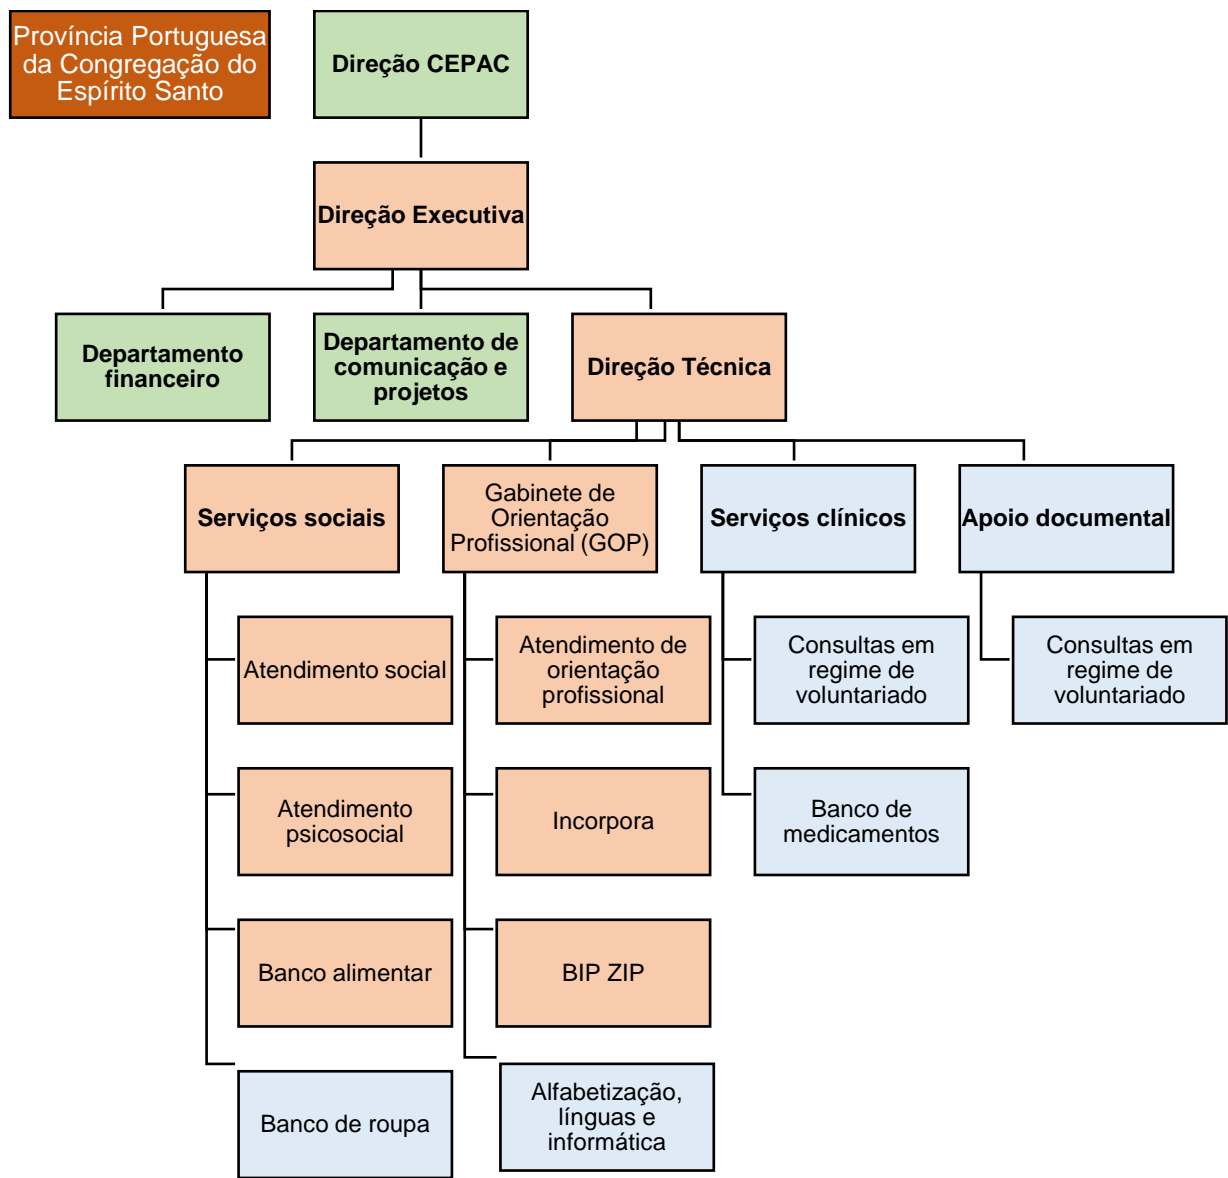 Província Portuguesa
da Congregação do
Espírito Santo
Direção CEPAC
Direção Executiva
Departamento
financeiro
Departamento de
comunicação e
projetos
Direção Técnica
Serviços sociais
Gabinete de
Orientação
Profissional (GOP)
Serviços clínicos
Apoio documental
Atendimento social
Atendimento de
orientação
profissional
Consultas em
regime de
voluntariado
Consultas em
regime de
voluntariado
Atendimento
psicosocial
Incorpora
Banco de
medicamentos
Banco alimentar
BIP ZIP
Banco de roupa
Alfabetização,
línguas e
informática